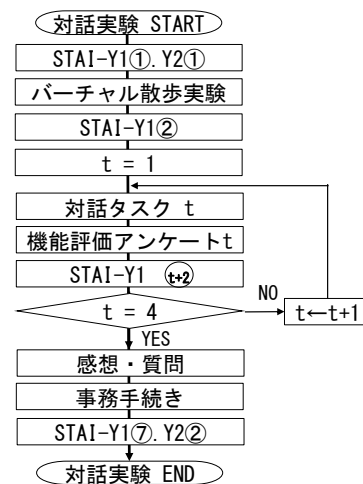 対話実験 START
STAI-Y1①.Y2①
バーチャル散歩実験
STAI-Y1②
t = 1
対話タスク t
機能評価アンケートt
STAI-Y1 t+2
t = 4
NO
t←t+1
YES
感想・質問
事務手続き
STAI-Y1⑦.Y2②
対話実験 END